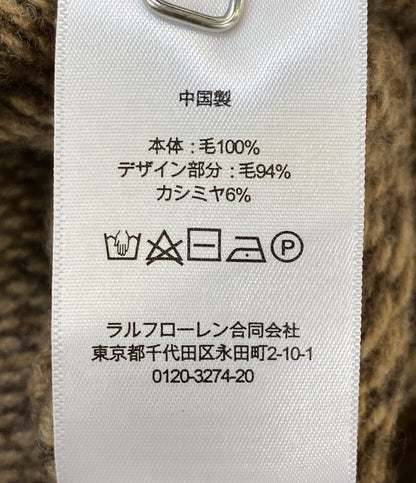 中国製
本体:毛100%
デザイン部分:毛94%
カシミヤ6%
P
ラルフローレン合同会社
東京都千代田区永田町2-10-1
0120-3274-20